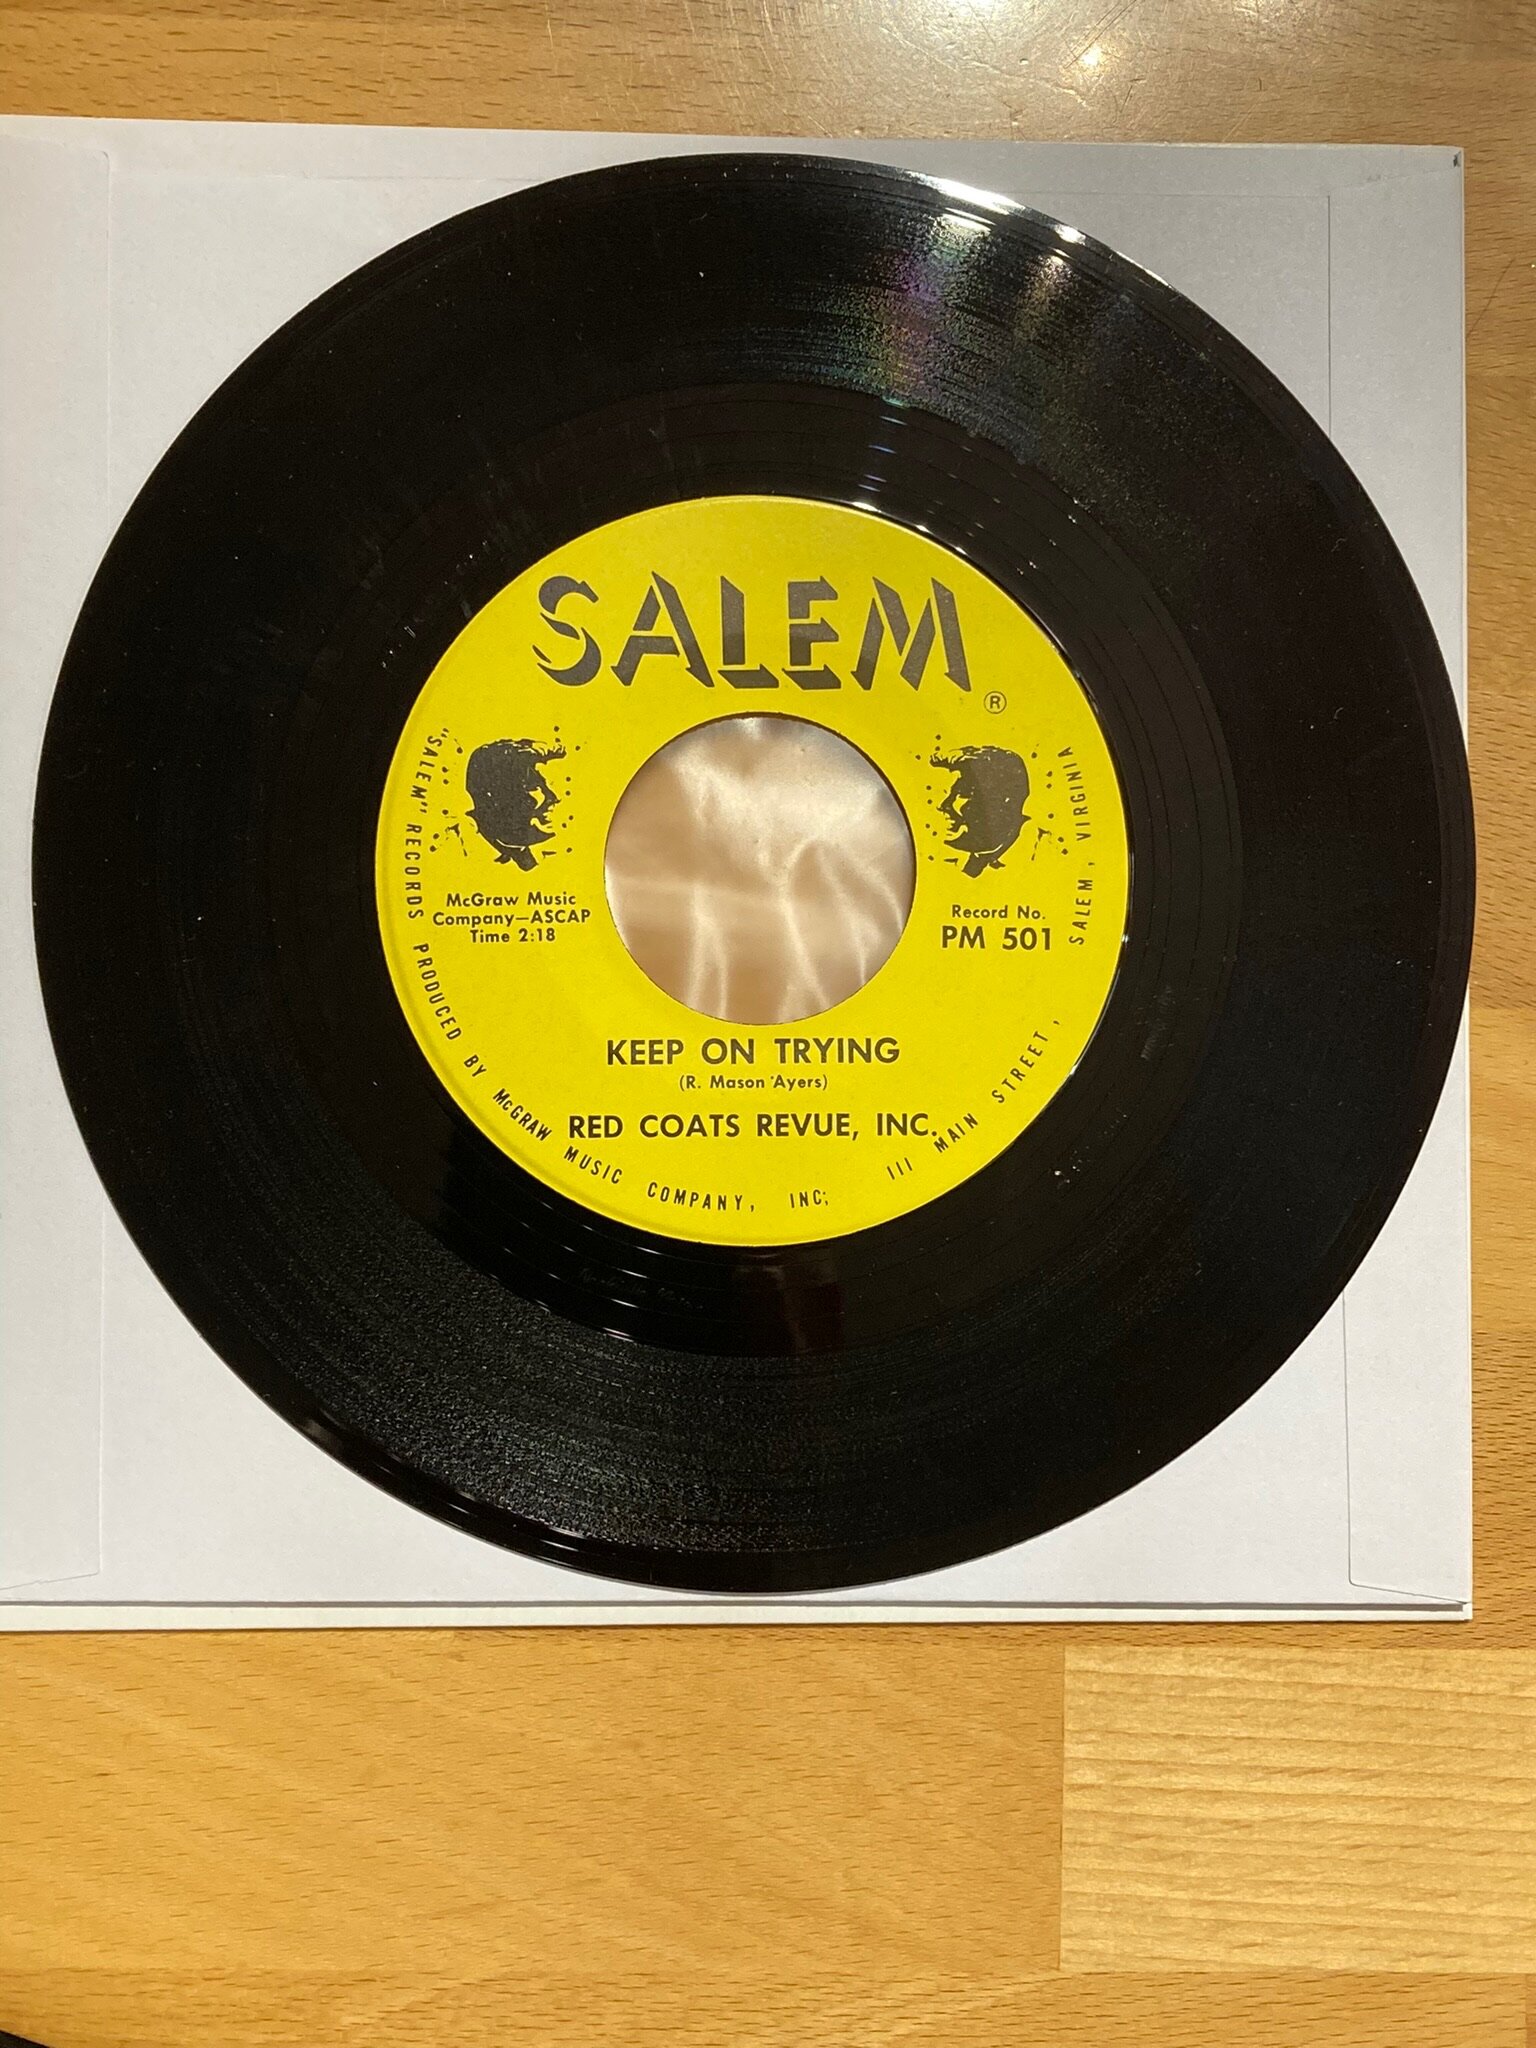 SALEM
®
McGraw Music
Company—ASCAP
Time 2:18
Record No.
PM 501
KEEP ON TRYING
(R. Mason Ayers)
RED COATS REVUE, INC.
"SALEM" RECORDS PRODUCED BY McGRAW MUSIC COMPANY, INC; 111 MAIN STREET, SALEM, VIRGINIA